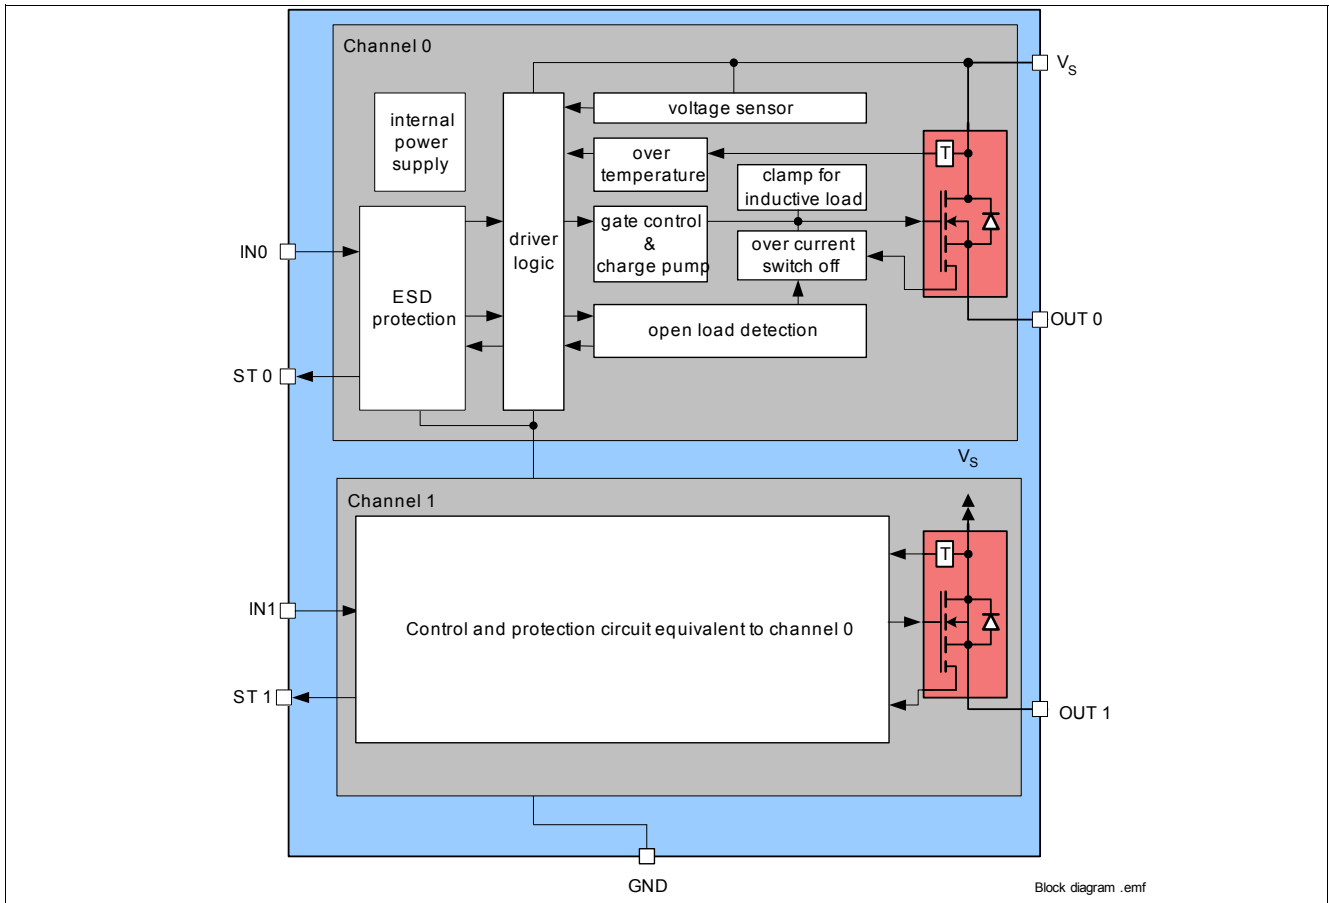 Channel 0
V_S
internal
power
supply
voltage sensor
over
temperature
T
clamp for
inductive load
IN0
ESD
protection
driver
logic
gate control
&
charge pump
over current
switch off
open load detection
OUT 0
ST 0
V_S
Channel 1
T
IN1
Control and protection circuit equivalent to channel 0
ST 1
OUT 1
GND
Block diagram .emf